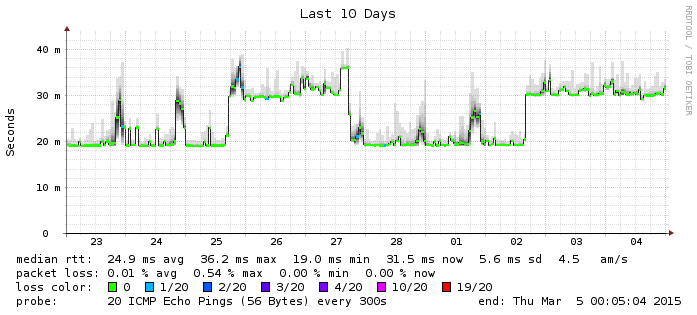 Last 10 Days
RRDTOOL / TOBI OETIKER
Seconds
40 m
30 m
20 m
10 m
0
23 24 25 26 27 28 01 02 03 04
median rtt: 24.9 ms avg 36.2 ms max 19.0 ms min 31.5 ms now 5.6 ms sd 4.5 am/s
packet loss: 0.01 % avg 0.54 % max 0.00 % min 0.00 % now
loss color: 0 1/20 2/20 3/20 4/20 10/20 19/20
probe: 20 ICMP Echo Pings (56 Bytes) every 300s end: Thu Mar 5 00:05:04 2015